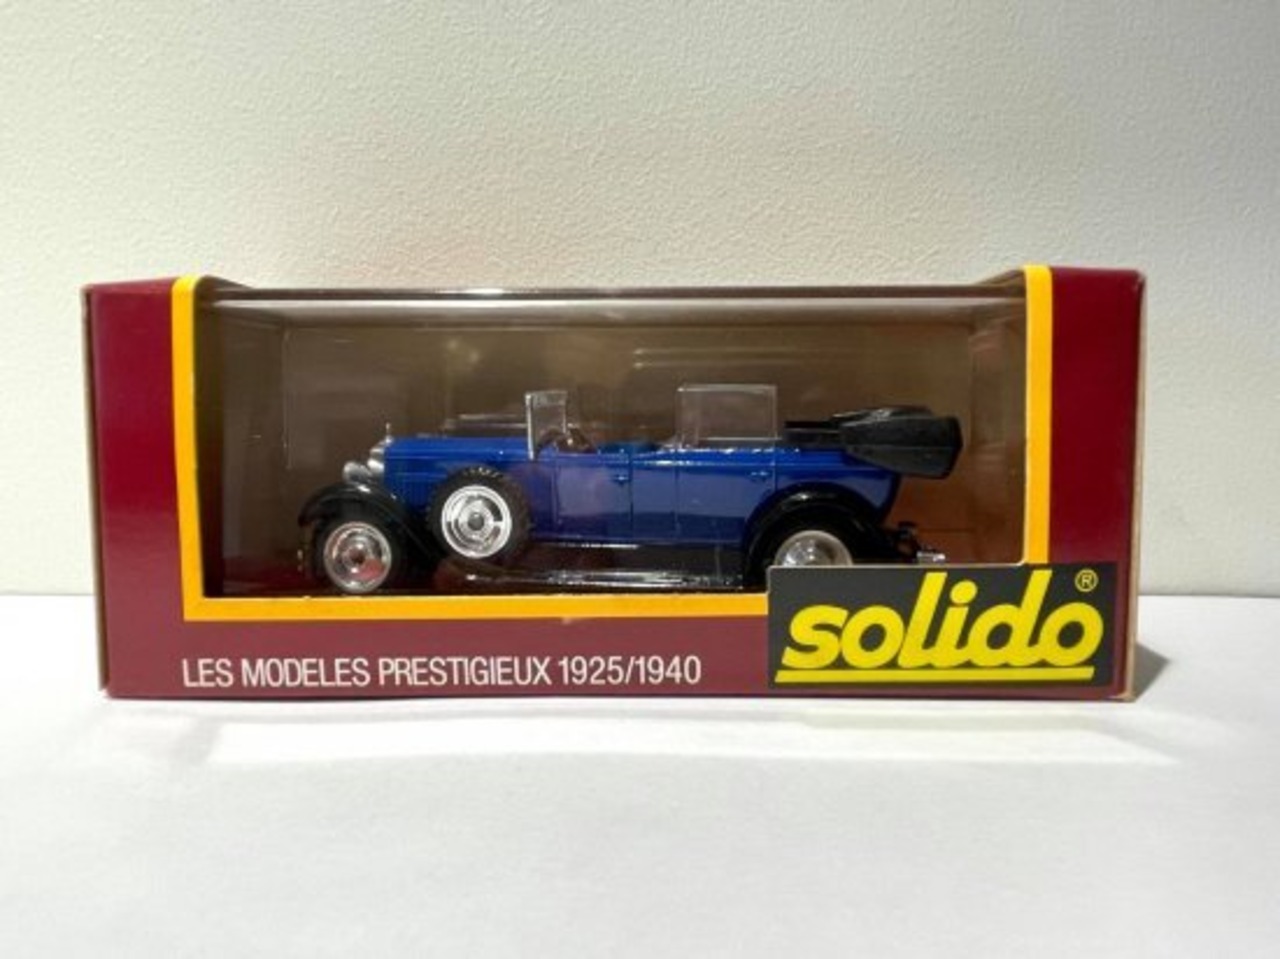 LES MODELES PRESTIGIEUX 1925/1940
solido®